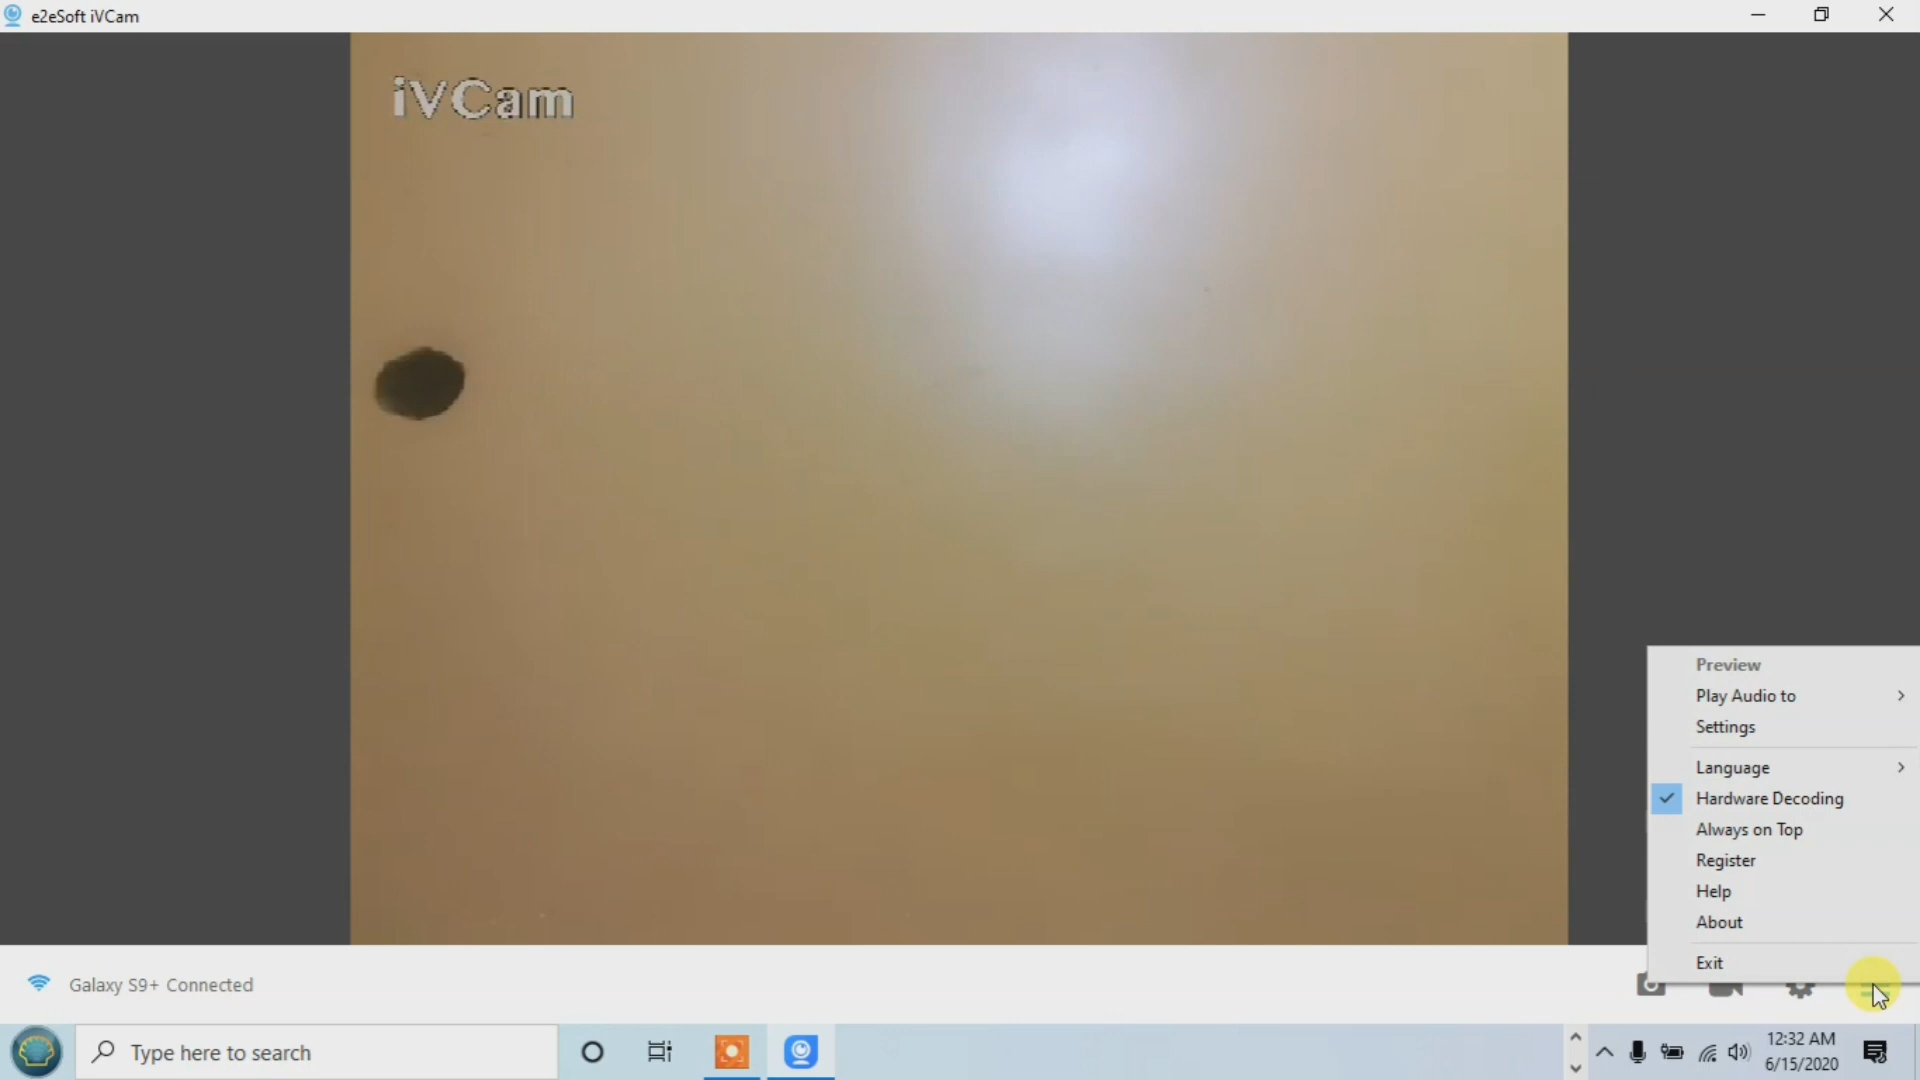 e2eSoft iVCam
iVCam
Preview
Play Audio to
Settings
Language
Hardware Decoding
Always on Top
Register
Help
About
Exit
Galaxy S9+ Connected
Type here to search
12:32 AM
6/15/2020